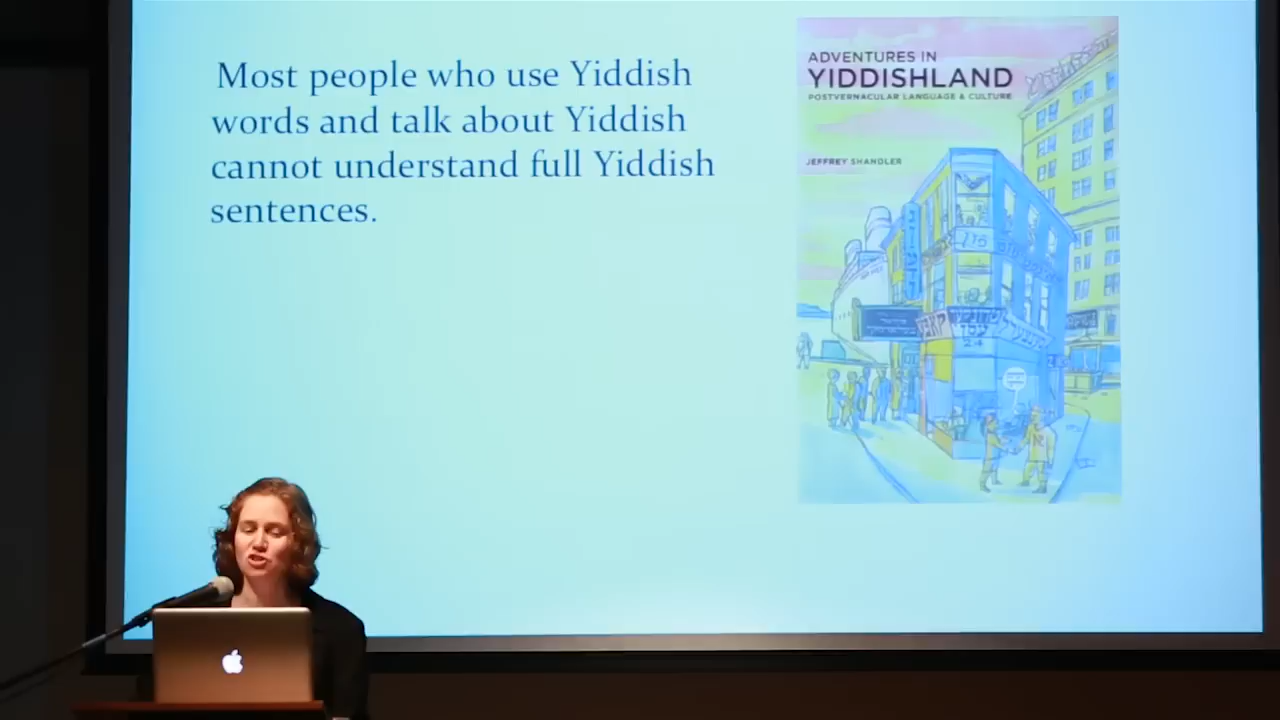 Most people who use Yiddish
words and talk about Yiddish
cannot understand full Yiddish
sentences.
ADVENTURES IN
YIDDISHLAND
POSTVERNACULAR LANGUAGE & CULTURE
JEFFREY SHANDLER
24